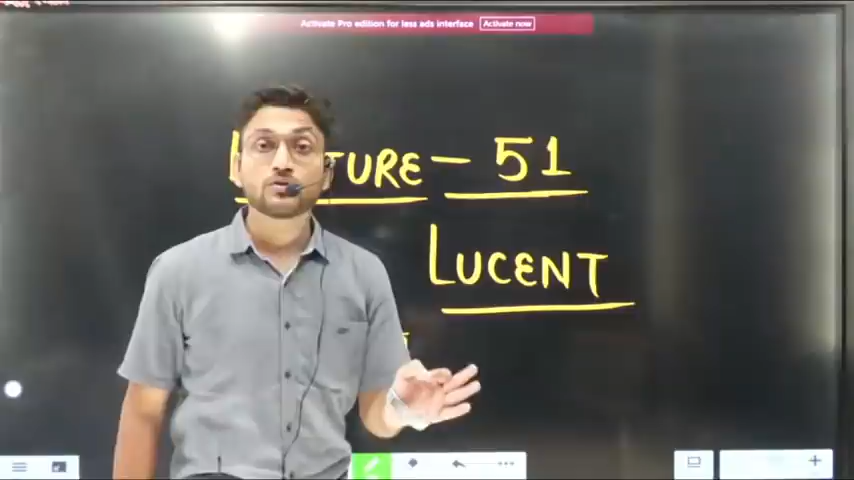 Activate Pro edition for less ads interface Activate now
TURE - 51
LUCENT